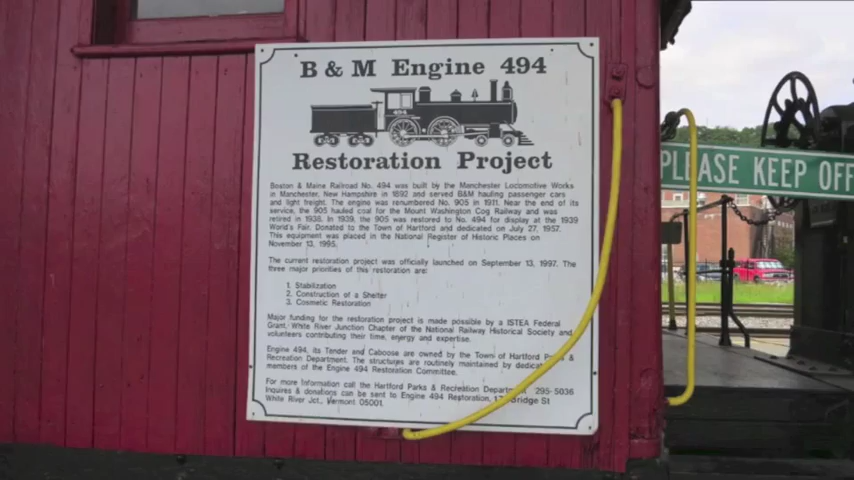 B & M Engine 494
494
Restoration Project
Boston & Maine Railroad No. 494 was built by the Manchester Locomotive Works
in Manchester, New Hampshire in 1892 and served B&M hauling passenger cars
and light freight. The engine was renumbered No. 905 in 1911. Near the end of its
service, the 905 hauled coal for the Mount Washington Cog Railway and was
retired in 1938. In 1939, the 905 was restored to No. 494 for display at the 1939
World's Fair. Donated to the Town of Hartford and dedicated on July 27, 1957.
This equipment was placed in the National Register of Historic Places on
November 13, 1995.
The current restoration project was officially launched on September 13, 1997. The
three major priorities of this restoration are:
1. Stabilization
2. Construction of a Shelter
3. Cosmetic Restoration
Major funding for the restoration project is made possible by a ISTEA Federal
Grant, White River Junction Chapter of the National Railway Historical Society and
volunteers contributing their time, energy and expertise.
Engine 494, its Tender and Caboose are owned by the Town of Hartford &
Recreation Department. The structures are routinely maintained by
members of the Engine 494 Restoration Committee.
For more Information call the Hartford Parks & Recreation 295-5036
Inquires & donations can be sent to Engine 494 Restoration, Bridge St
White River Jct., Vermont 05001.
PLEASE KEEP OFF